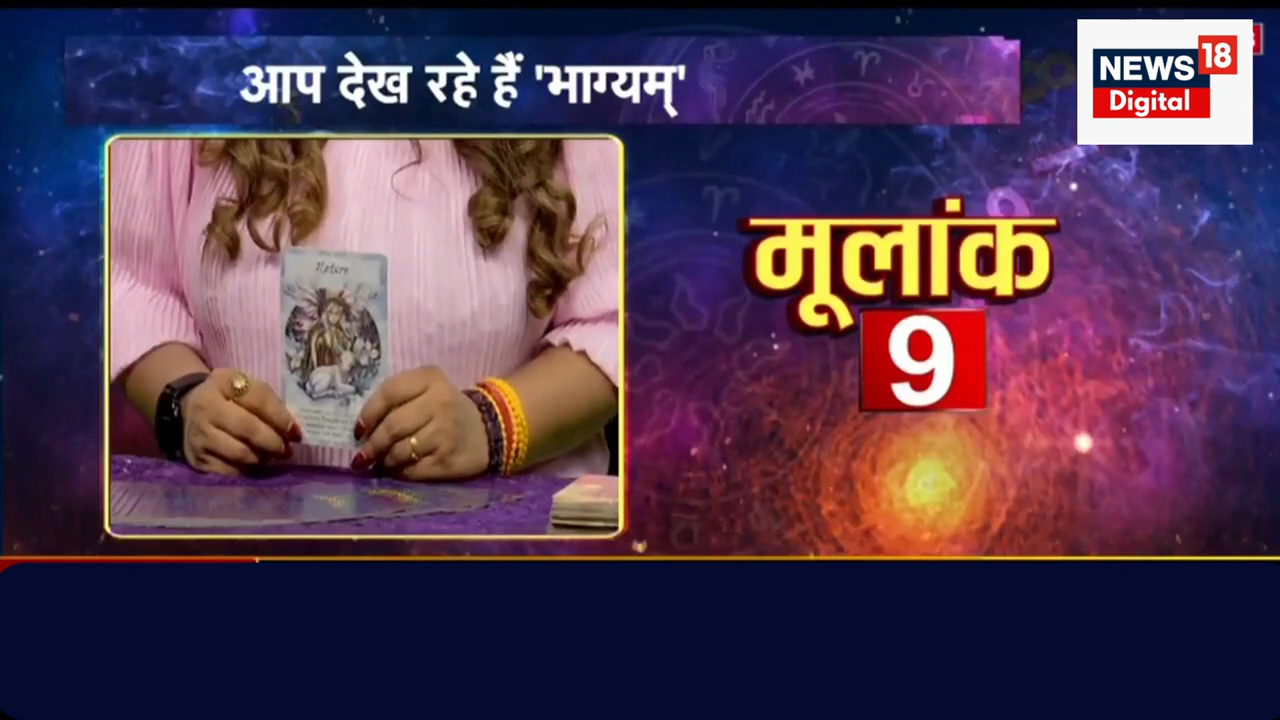 आप देख रहे हैं 'भाग्यम्'
NEWS 18
Digital
Nature
मूलांक
9